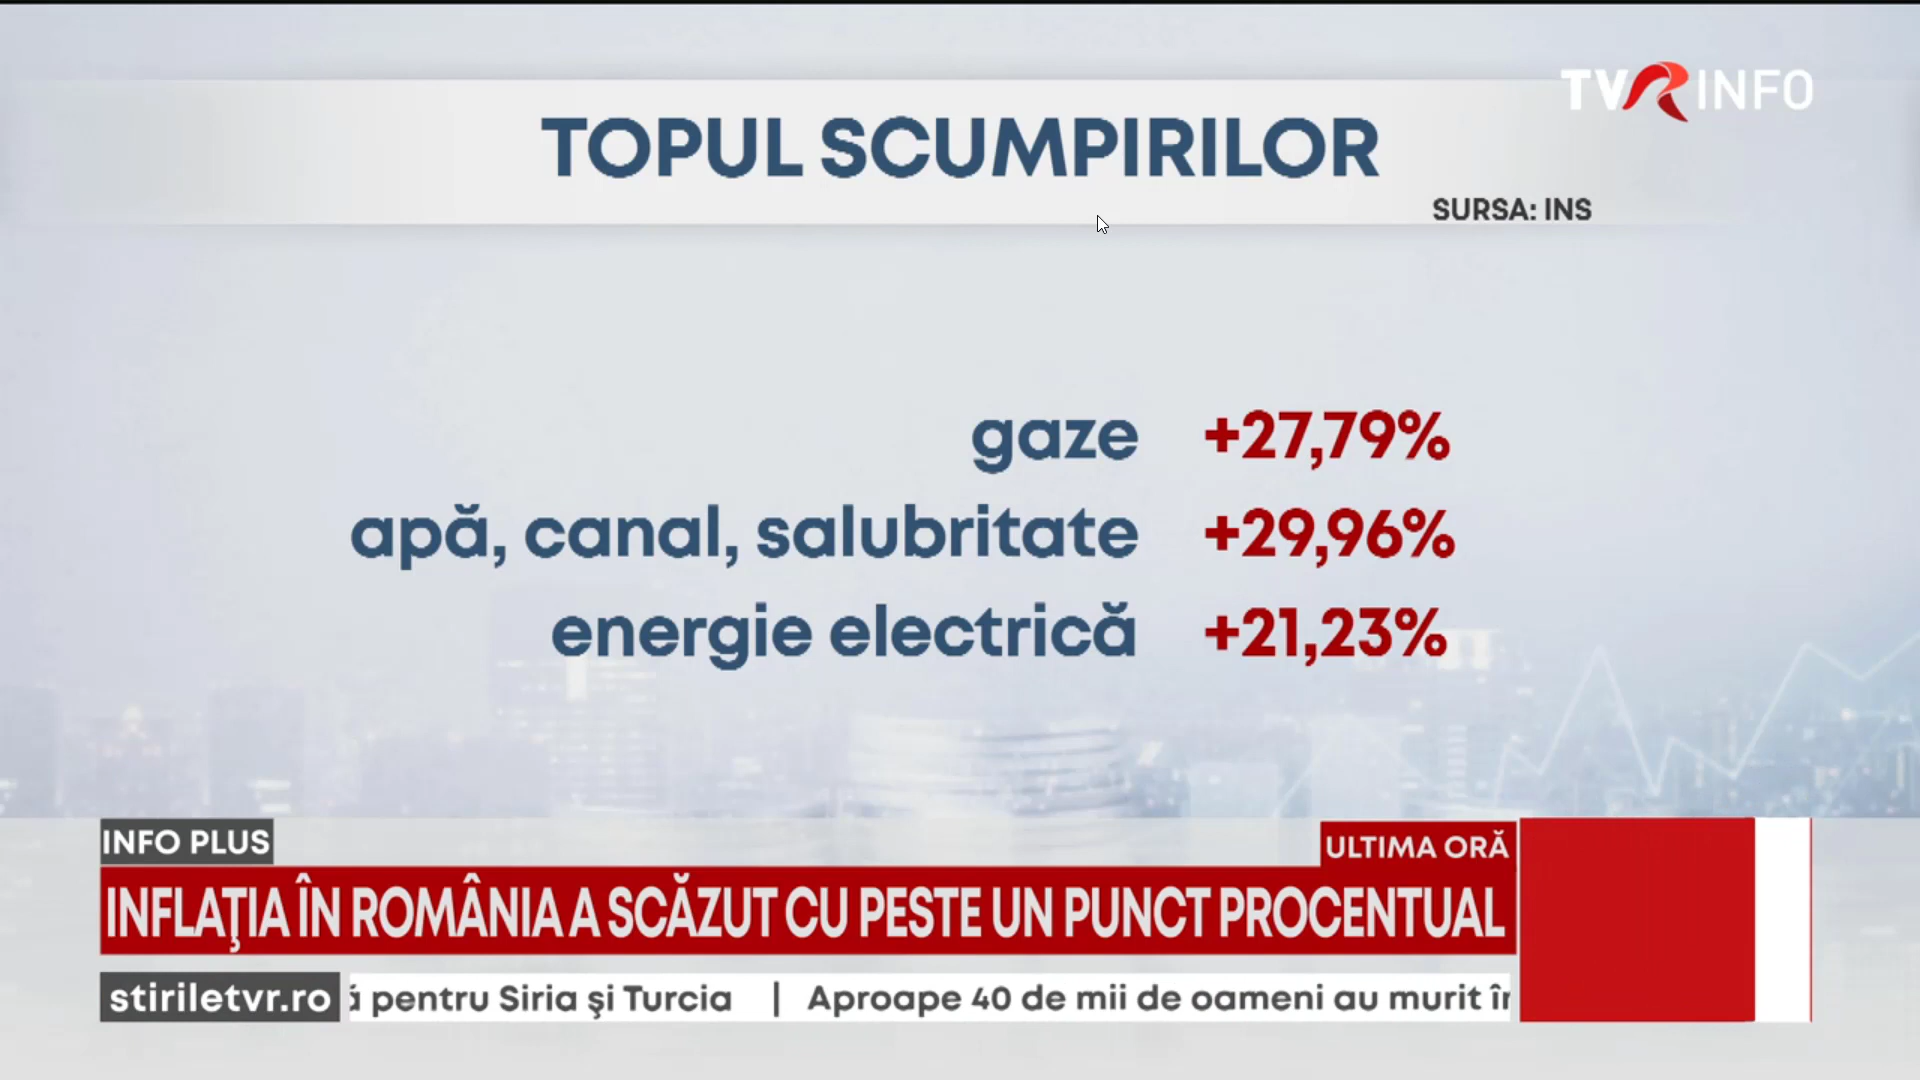 TVR INFO
TOPUL SCUMPIRILOR
SURSA: INS
gaze +27,79%
apă, canal, salubritate +29,96%
energie electrică +21,23%
INFO PLUS
ULTIMA ORĂ
INFLAŢIA ÎN ROMÂNIA A SCĂZUT CU PESTE UN PUNCT PROCENTUAL
stiriletvr.ro pentru Siria şi Turcia | Aproape 40 de mii de oameni au murit